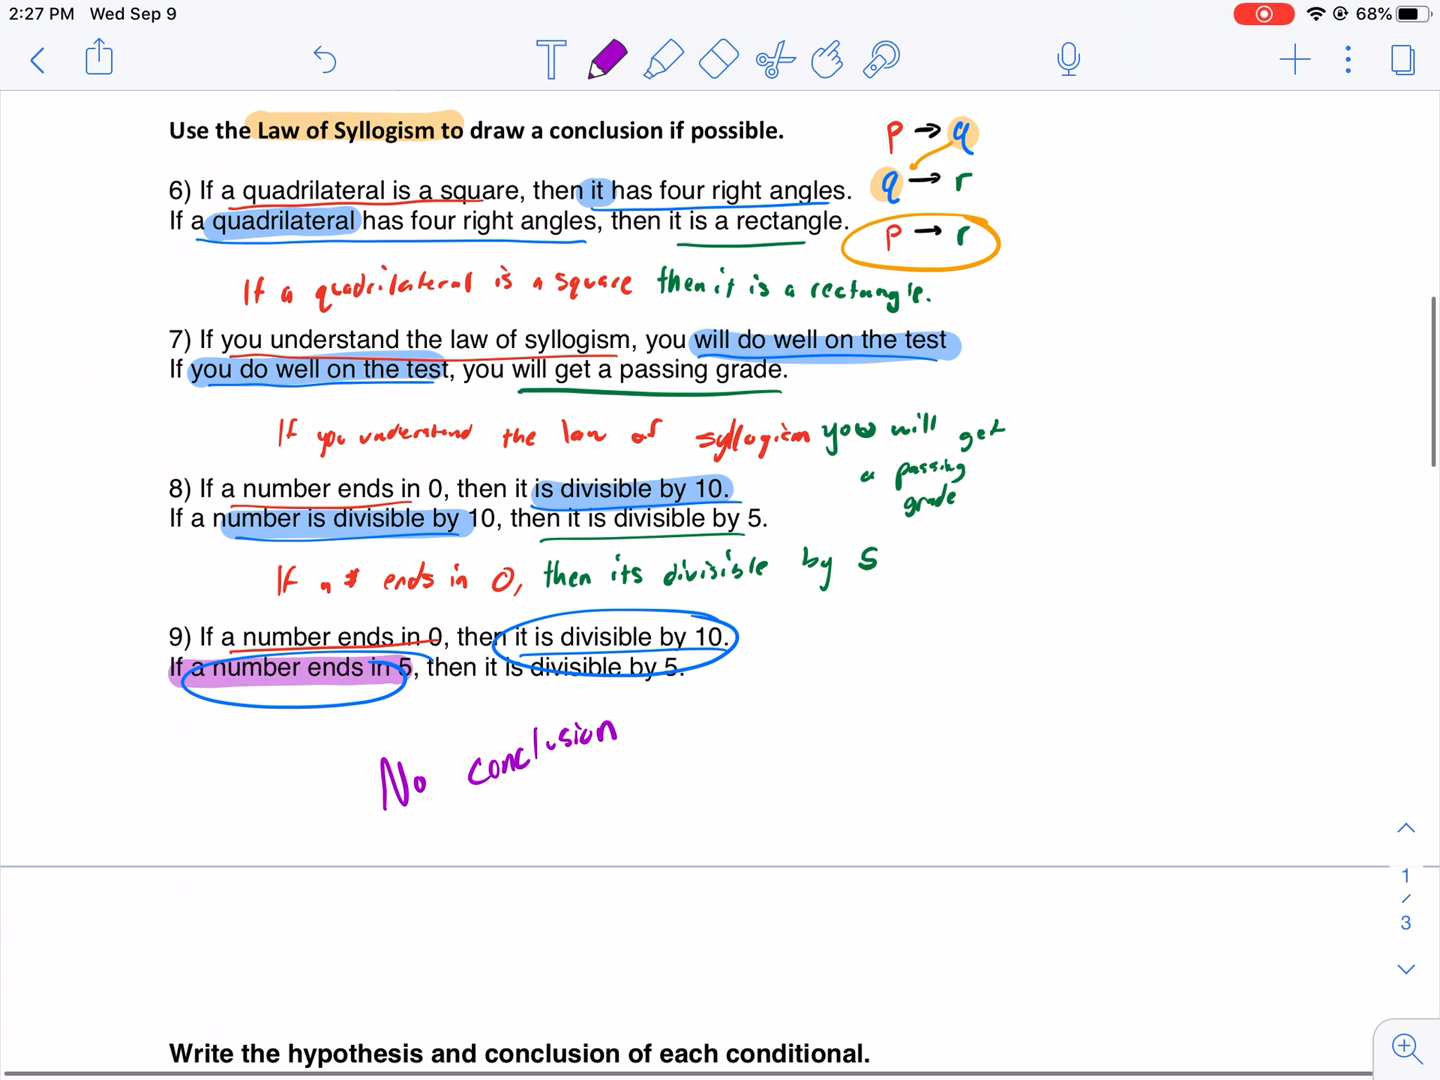 2:27 PM Wed Sep 9 68%
T
Use the Law of Syllogism to draw a conclusion if possible.
p → q
q → r
p → r
6) If a quadrilateral is a square, then it has four right angles.
If a quadrilateral has four right angles, then it is a rectangle.
If a quadrilateral is a square then it is a rectangle.
7) If you understand the law of syllogism, you will do well on the test
If you do well on the test, you will get a passing grade.
If you understand the law of syllogism you will get
a passing
grade
8) If a number ends in 0, then it is divisible by 10.
If a number is divisible by 10, then it is divisible by 5.
If a # ends in 0, then its divisible by 5
9) If a number ends in 0, then it is divisible by 10.
If a number ends in 5, then it is divisible by 5.
No conclusion
1
/
3
Write the hypothesis and conclusion of each conditional.